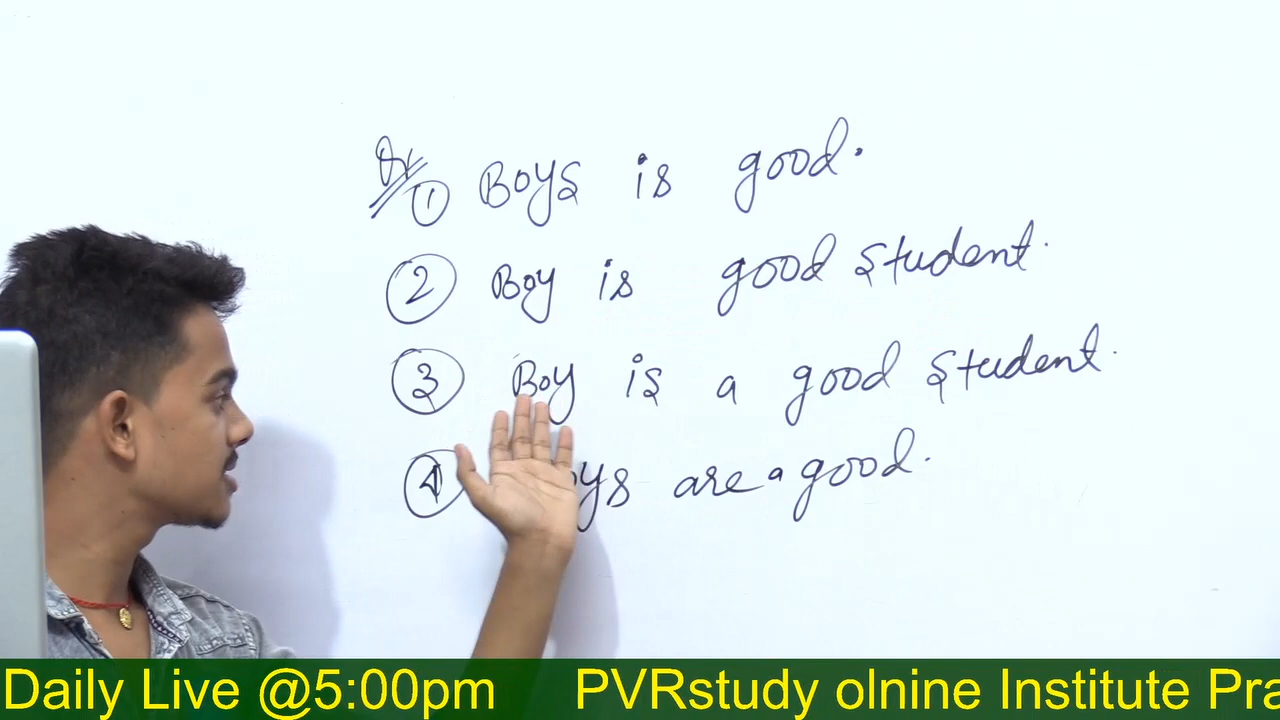 Qx
① Boys is good.
② Boy is good student.
③ Boy is a good student.
④ are a good.
Daily Live @5:00pm PVRstudy olnine Institute Pra